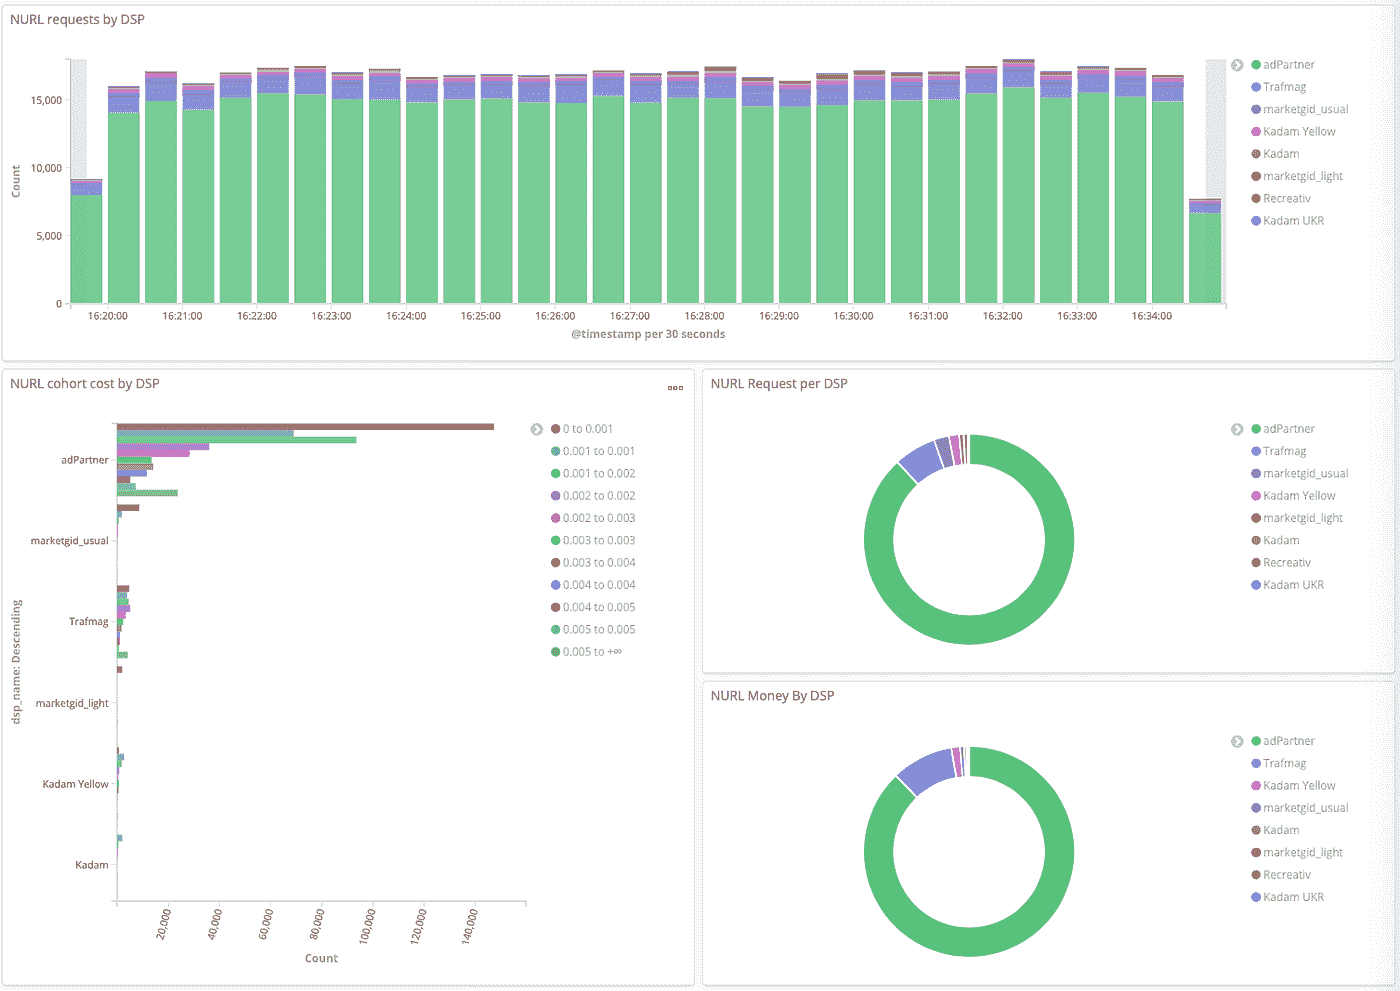 NURL requests by DSP
15,000
10,000
5,000
0
Count
16:20:00 16:21:00 16:22:00 16:23:00 16:24:00 16:25:00 16:26:00 16:27:00 16:28:00 16:29:00 16:30:00 16:31:00 16:32:00 16:33:00 16:34:00
@timestamp per 30 seconds
adPartner
Trafmag
marketgid_usual
Kadam Yellow
Kadam
marketgid_light
Recreativ
Kadam UKR
NURL cohort cost by DSP
adPartner
marketgid_usual
Trafmag
marketgid_light
Kadam Yellow
Kadam
dsp_name: Descending
20,000 40,000 60,000 80,000 100,000 120,000 140,000
Count
0 to 0.001
0.001 to 0.001
0.001 to 0.002
0.002 to 0.002
0.002 to 0.003
0.003 to 0.003
0.003 to 0.004
0.004 to 0.004
0.004 to 0.005
0.005 to 0.005
0.005 to +∞
NURL Request per DSP
adPartner
Trafmag
marketgid_usual
Kadam Yellow
marketgid_light
Kadam
Recreativ
Kadam UKR
NURL Money By DSP
adPartner
Trafmag
Kadam Yellow
marketgid_usual
Kadam
marketgid_light
Recreativ
Kadam UKR